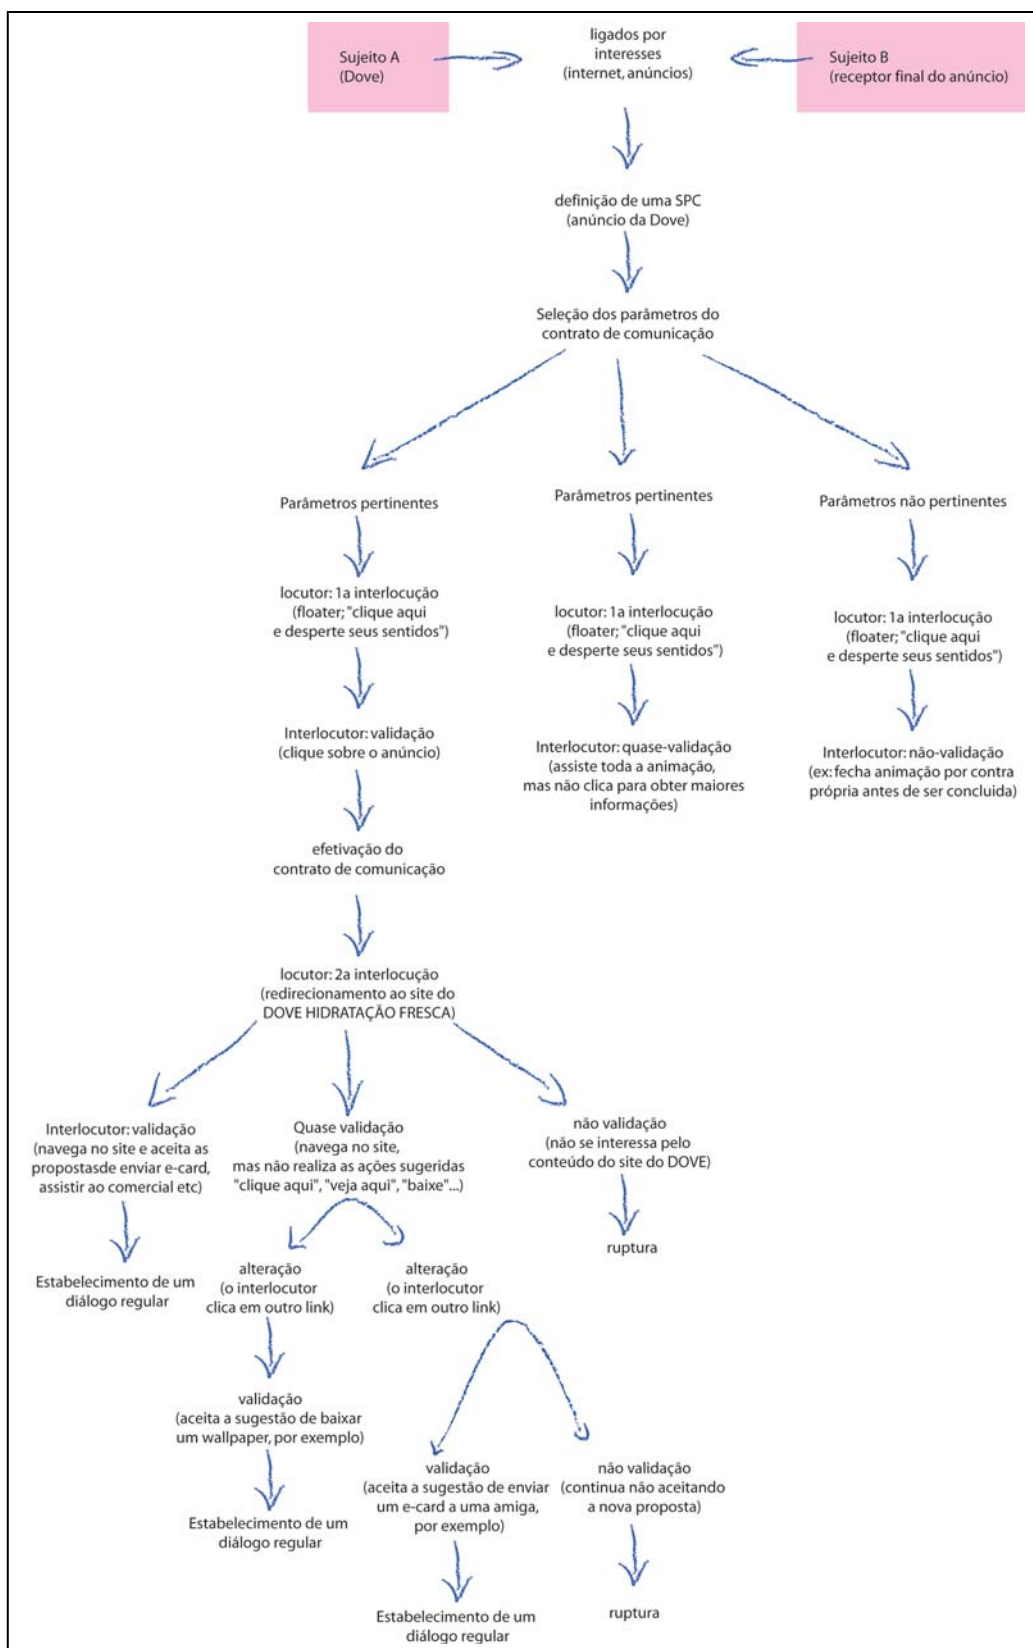 Sujeito A
(Dove)
ligados por
interesses
(internet, anúncios)
Sujeito B
(receptor final do anúncio)
definição de uma SPC
(anúncio da Dove)
Seleção dos parâmetros do
contrato de comunicação
Parâmetros pertinentes
Parâmetros pertinentes
Parâmetros não pertinentes
locutor: 1a interlocução
(floater; "clique aqui
e desperte seus sentidos")
locutor: 1a interlocução
(floater; "clique aqui
e desperte seus sentidos")
locutor: 1a interlocução
(floater; "clique aqui
e desperte seus sentidos")
Interlocutor: validação
(clique sobre o anúncio)
Interlocutor: quase-validação
(assiste toda a animação,
mas não clica para obter maiores
informações)
Interlocutor: não-validação
(ex: fecha animação por contra
própria antes de ser concluida)
efetivação do
contrato de comunicação
locutor: 2a interlocução
(redirecionamento ao site do
DOVE HIDRATAÇÃO FRESCA)
Interlocutor: validação
(navega no site e aceita as
propostasde enviar e-card,
assistir ao comercial etc)
Quase validação
(navega no site,
mas não realiza as ações sugeridas
"clique aqui", "veja aqui", "baixe"...)
não validação
(não se interessa pelo
conteúdo do site do DOVE)
Estabelecimento de um
diálogo regular
alteração
(o interlocutor
clica em outro link)
alteração
(o interlocutor
clica em outro link)
ruptura
validação
(aceita a sugestão de baixar
um wallpaper, por exemplo)
validação
(aceita a sugestão de enviar
um e-card a uma amiga,
por exemplo)
não validação
(continua não aceitando
a nova proposta)
Estabelecimento de um
diálogo regular
Estabelecimento de um
diálogo regular
ruptura